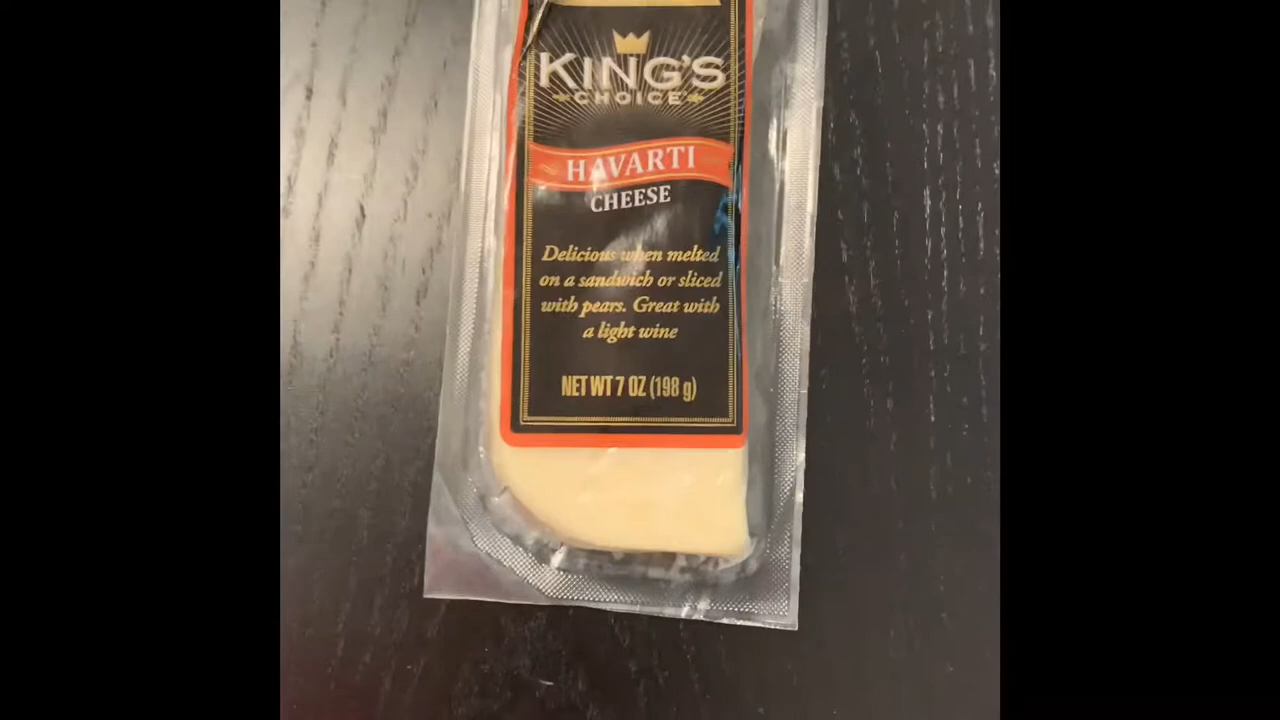 KING'S
CHOICE
HAVARTI
CHEESE
Delicious when melted
on a sandwich or sliced
with pears. Great with
a light wine
NET WT 7 OZ (198 g)